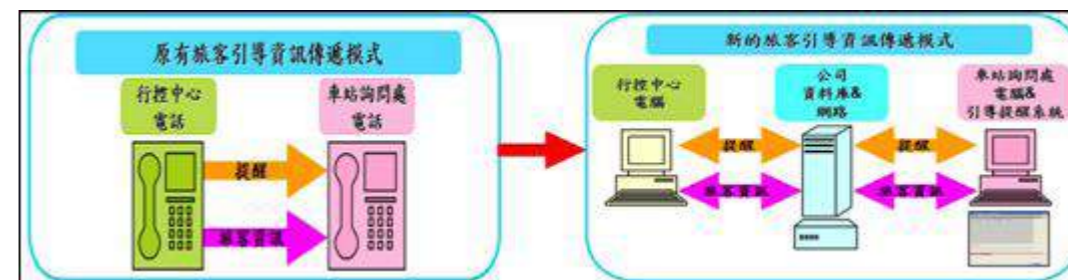 原有旅客引導資訊傳遞模式
行控中心
電話
車站詢問處
電話
提醒
旅客資訊
新的旅客引導資訊傳遞模式
行控中心
電腦
公司
資料庫&
網路
車站詢問處
電腦&
引導提醒系統
提醒
提醒
旅客資訊
旅客資訊